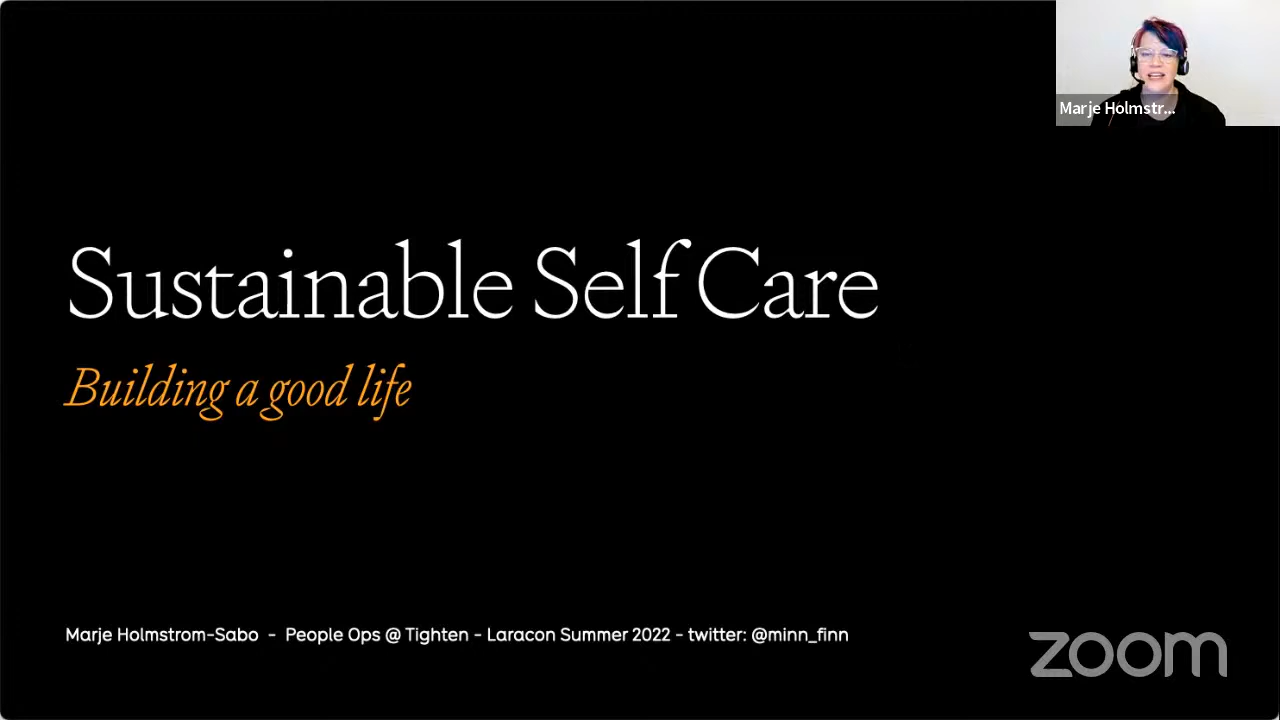 Marje Holmstr...
Sustainable Self Care
Building a good life
Marje Holmstrom-Sabo - People Ops @ Tighten - Laracon Summer 2022 - twitter: @minn_finn
zoom